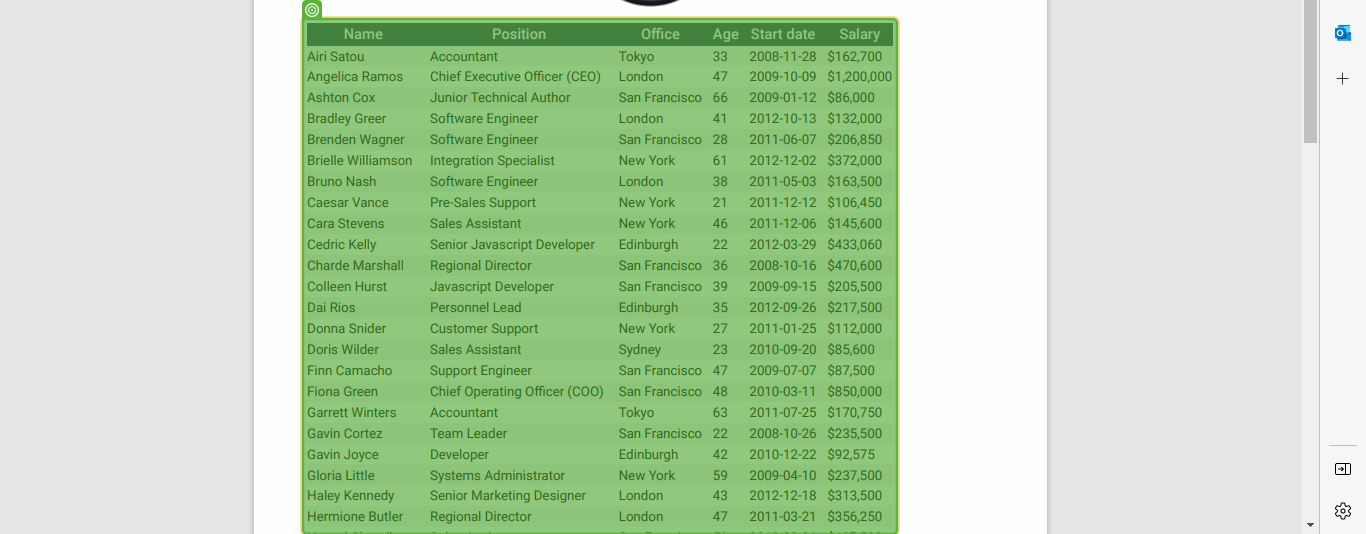 Name Position Office Age Start date Salary
Airi Satou Accountant Tokyo 33 2008-11-28 $162,700
Angelica Ramos Chief Executive Officer (CEO) London 47 2009-10-09 $1,200,000
Ashton Cox Junior Technical Author San Francisco 66 2009-01-12 $86,000
Bradley Greer Software Engineer London 41 2012-10-13 $132,000
Brenden Wagner Software Engineer San Francisco 28 2011-06-07 $206,850
Brielle Williamson Integration Specialist New York 61 2012-12-02 $372,000
Bruno Nash Software Engineer London 38 2011-05-03 $163,500
Caesar Vance Pre-Sales Support New York 21 2011-12-12 $106,450
Cara Stevens Sales Assistant New York 46 2011-12-06 $145,600
Cedric Kelly Senior Javascript Developer Edinburgh 22 2012-03-29 $433,060
Charde Marshall Regional Director San Francisco 36 2008-10-16 $470,600
Colleen Hurst Javascript Developer San Francisco 39 2009-09-15 $205,500
Dai Rios Personnel Lead Edinburgh 35 2012-09-26 $217,500
Donna Snider Customer Support New York 27 2011-01-25 $112,000
Doris Wilder Sales Assistant Sydney 23 2010-09-20 $85,600
Finn Camacho Support Engineer San Francisco 47 2009-07-07 $87,500
Fiona Green Chief Operating Officer (COO) San Francisco 48 2010-03-11 $850,000
Garrett Winters Accountant Tokyo 63 2011-07-25 $170,750
Gavin Cortez Team Leader San Francisco 22 2008-10-26 $235,500
Gavin Joyce Developer Edinburgh 42 2010-12-22 $92,575
Gloria Little Systems Administrator New York 59 2009-04-10 $237,500
Haley Kennedy Senior Marketing Designer London 43 2012-12-18 $313,500
Hermione Butler Regional Director London 47 2011-03-21 $356,250